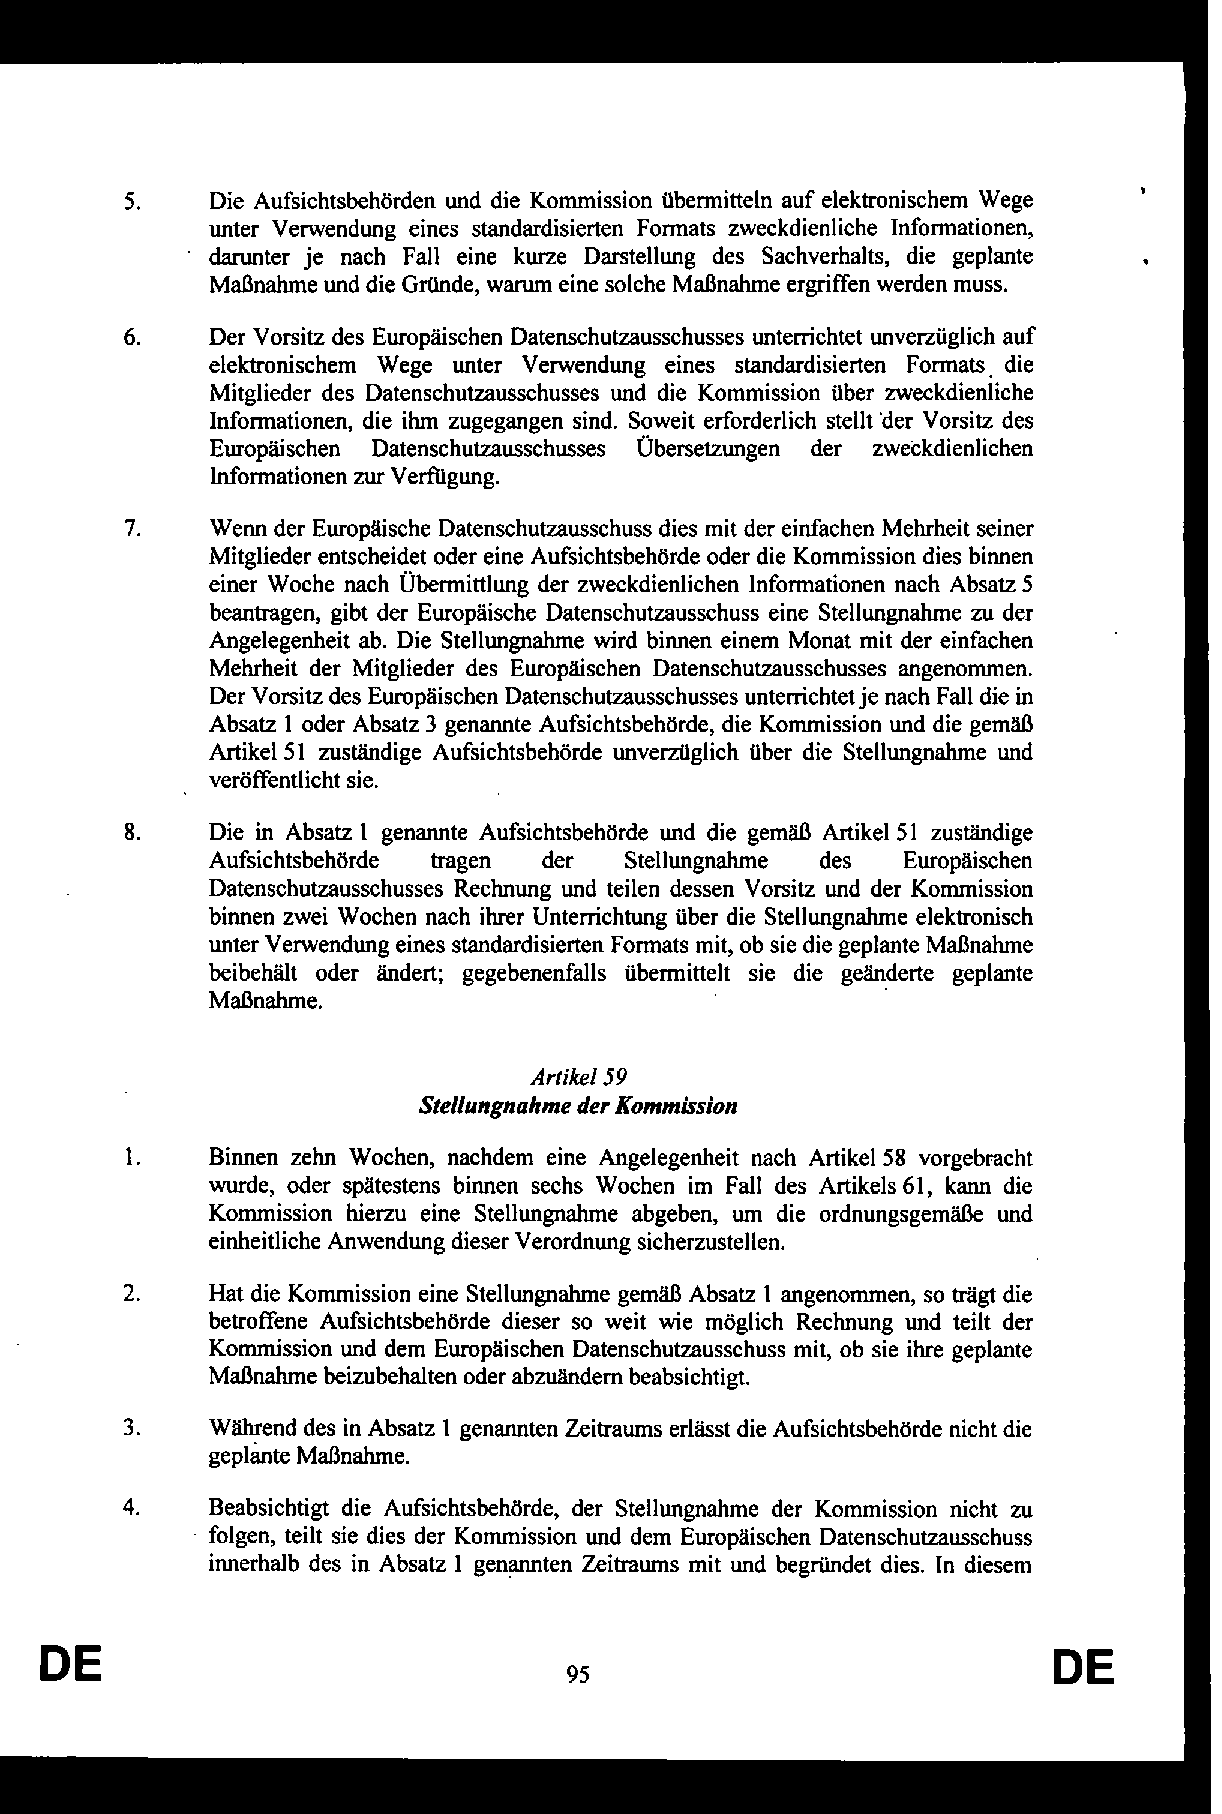 5. Die Aufsichtsbehörden und die Kommission übermitteln auf elektronischem Wege
unter Verwendung eines standardisierten Formats zweckdienliche Informationen,
darunter je nach Fall eine kurze Darstellung des Sachverhalts, die geplante
Maßnahme und die Gründe, warum eine solche Maßnahme ergriffen werden muss.
6. Der Vorsitz des Europäischen Datenschutzausschusses unterrichtet unverzüglich auf
elektronischem Wege unter Verwendung eines standardisierten Formats die
Mitglieder des Datenschutzausschusses und die Kommission über zweckdienliche
Informationen, die ihm zugegangen sind. Soweit erforderlich stellt der Vorsitz des
Europäischen Datenschutzausschusses Übersetzungen der zweckdienlichen
Informationen zur Verfügung.
7. Wenn der Europäische Datenschutzausschuss dies mit der einfachen Mehrheit seiner
Mitglieder entscheidet oder eine Aufsichtsbehörde oder die Kommission dies binnen
einer Woche nach Übermittlung der zweckdienlichen Informationen nach Absatz 5
beantragen, gibt der Europäische Datenschutzausschuss eine Stellungnahme zu der
Angelegenheit ab. Die Stellungnahme wird binnen einem Monat mit der einfachen
Mehrheit der Mitglieder des Europäischen Datenschutzausschusses angenommen.
Der Vorsitz des Europäischen Datenschutzausschusses unterrichtet je nach Fall die in
Absatz 1 oder Absatz 3 genannte Aufsichtsbehörde, die Kommission und die gemäß
Artikel 51 zuständige Aufsichtsbehörde unverzüglich über die Stellungnahme und
veröffentlicht sie.
8. Die in Absatz 1 genannte Aufsichtsbehörde und die gemäß Artikel 51 zuständige
Aufsichtsbehörde tragen der Stellungnahme des Europäischen
Datenschutzausschusses Rechnung und teilen dessen Vorsitz und der Kommission
binnen zwei Wochen nach ihrer Unterrichtung über die Stellungnahme elektronisch
unter Verwendung eines standardisierten Formats mit, ob sie die geplante Maßnahme
beibehält oder ändert; gegebenenfalls übermittelt sie die geänderte geplante
Maßnahme.
Artikel 59
Stellungnahme der Kommission
1. Binnen zehn Wochen, nachdem eine Angelegenheit nach Artikel 58 vorgebracht
wurde, oder spätestens binnen sechs Wochen im Fall des Artikels 61, kann die
Kommission hierzu eine Stellungnahme abgeben, um die ordnungsgemäße und
einheitliche Anwendung dieser Verordnung sicherzustellen.
2. Hat die Kommission eine Stellungnahme gemäß Absatz 1 angenommen, so trägt die
betroffene Aufsichtsbehörde dieser so weit wie möglich Rechnung und teilt der
Kommission und dem Europäischen Datenschutzausschuss mit, ob sie ihre geplante
Maßnahme beizubehalten oder abzuändern beabsichtigt.
3. Während des in Absatz 1 genannten Zeitraums erlässt die Aufsichtsbehörde nicht die
geplante Maßnahme.
4. Beabsichtigt die Aufsichtsbehörde, der Stellungnahme der Kommission nicht zu
folgen, teilt sie dies der Kommission und dem Europäischen Datenschutzausschuss
innerhalb des in Absatz 1 genannten Zeitraums mit und begründet dies. In diesem
DE 95 DE